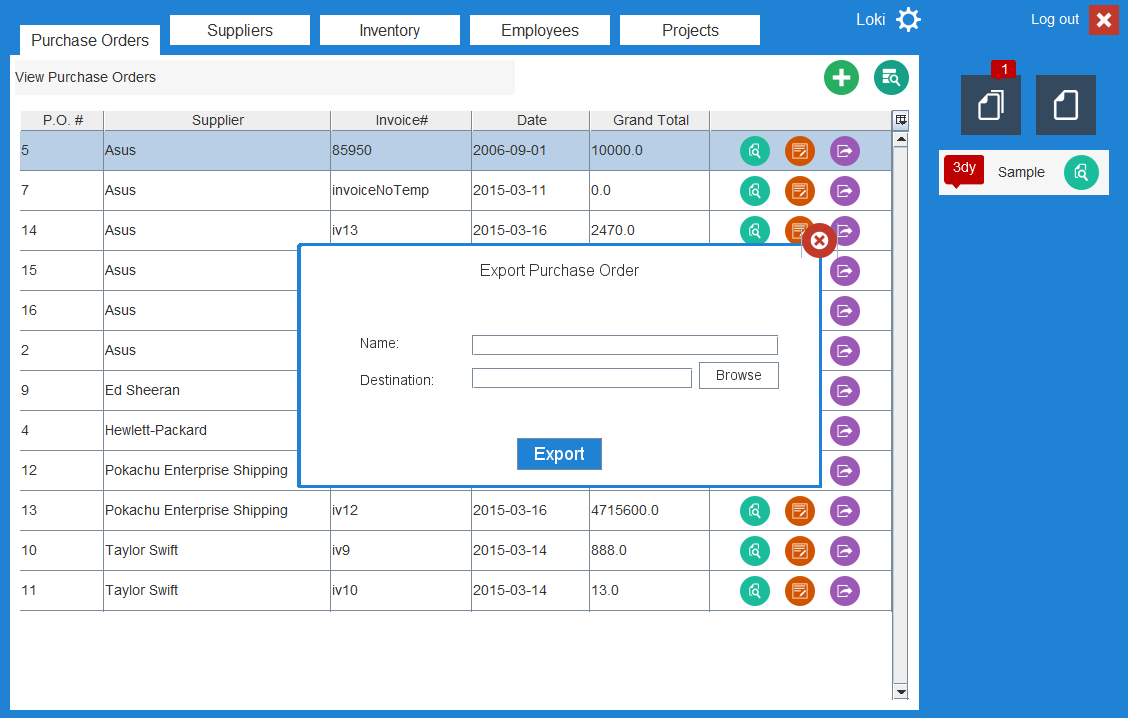 Purchase Orders Suppliers Inventory Employees Projects Loki Log out
View Purchase Orders
1
3dy Sample
P.O. # Supplier Invoice# Date Grand Total
5 Asus 85950 2006-09-01 10000.0
7 Asus invoiceNoTemp 2015-03-11 0.0
14 Asus iv13 2015-03-16 2470.0
15 Asus
16 Asus
2 Asus
9 Ed Sheeran
4 Hewlett-Packard
12 Pokachu Enterprise Shipping
13 Pokachu Enterprise Shipping iv12 2015-03-16 4715600.0
10 Taylor Swift iv9 2015-03-14 888.0
11 Taylor Swift iv10 2015-03-14 13.0
Export Purchase Order
Name:
Destination: Browse
Export